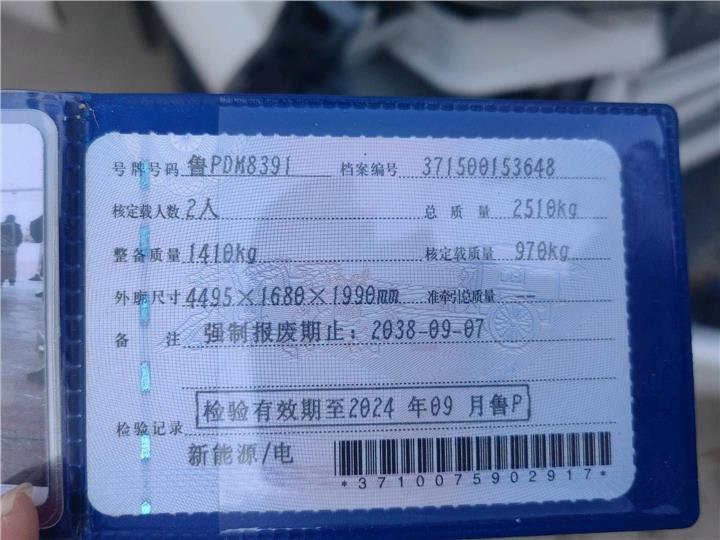 号牌号码 鲁PDM8391 档案编号 371500153648
核定载人数 2人 总质量 2510kg
整备质量 1410kg 核定载质量 970kg
外廓尺寸 4495×1680×1990mm 准牵引总质量 --
备注 强制报废期止：2038-09-07
检验记录 检验有效期至2024 年09 月鲁P
新能源/电
*3710075902917*